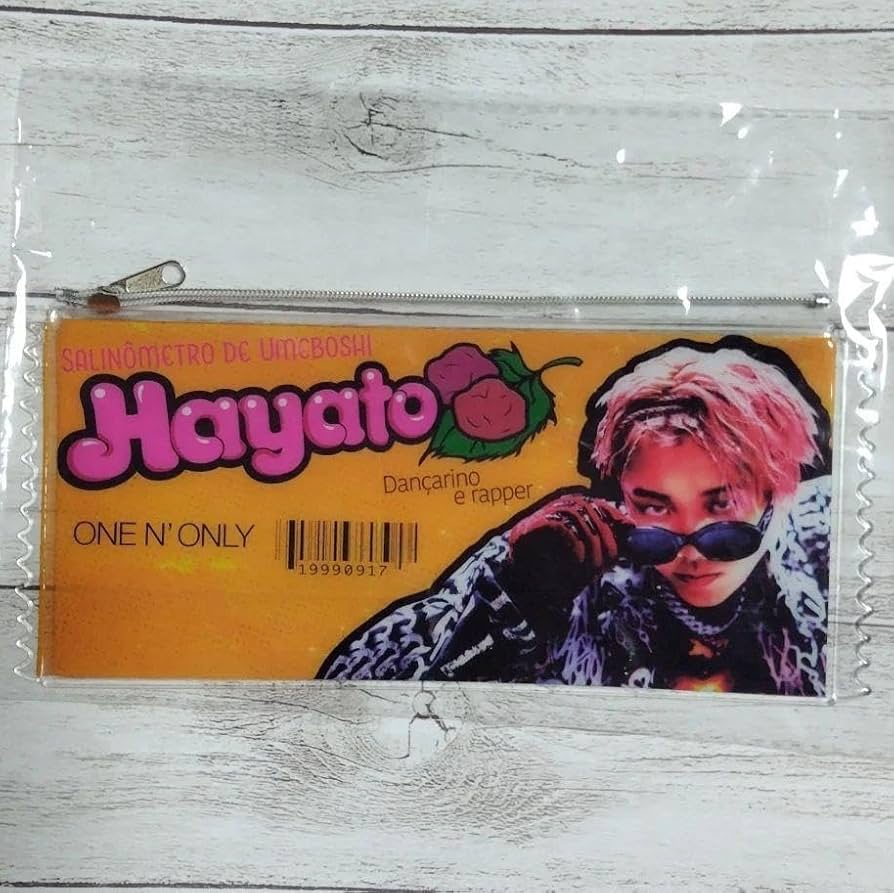 SALINÔMETRO DE UMEBOSHI
Hayato
Dançarino
e rapper
ONE N' ONLY
19990917